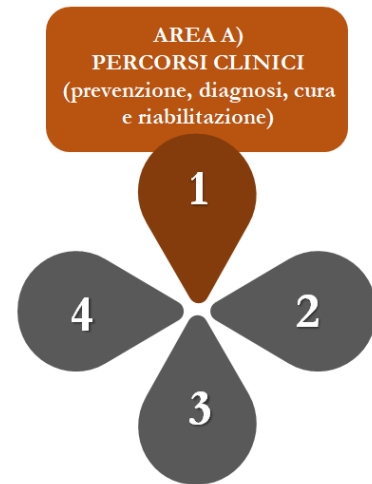 AREA A)
PERCORSI CLINICI
(prevenzione, diagnosi, cura
e riabilitazione)
1
4
2
3